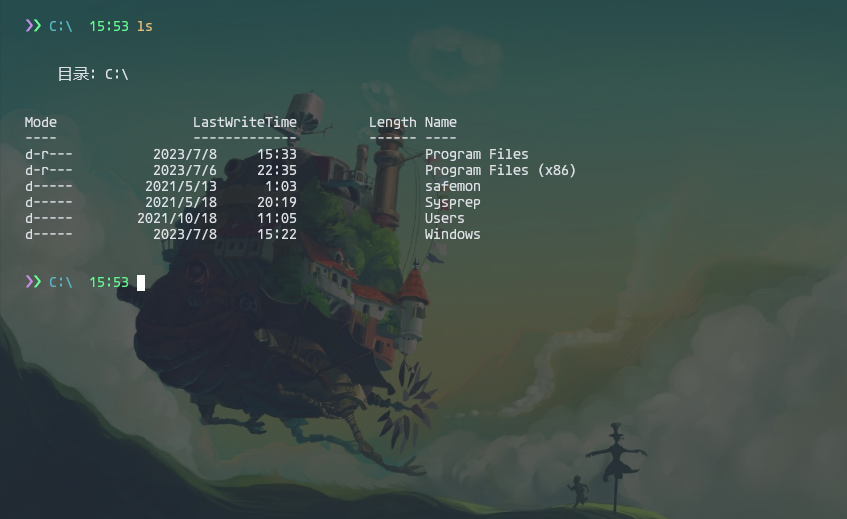 ❯❯ C:\ 15:53 ls
目录: C:\
Mode LastWriteTime Length Name
---- ------------- ------ ----
d-r--- 2023/7/8 15:33 Program Files
d-r--- 2023/7/6 22:35 Program Files (x86)
d----- 2021/5/13 1:03 safemon
d----- 2021/5/18 20:19 Sysprep
d----- 2021/10/18 11:05 Users
d----- 2023/7/8 15:22 Windows
❯❯ C:\ 15:53